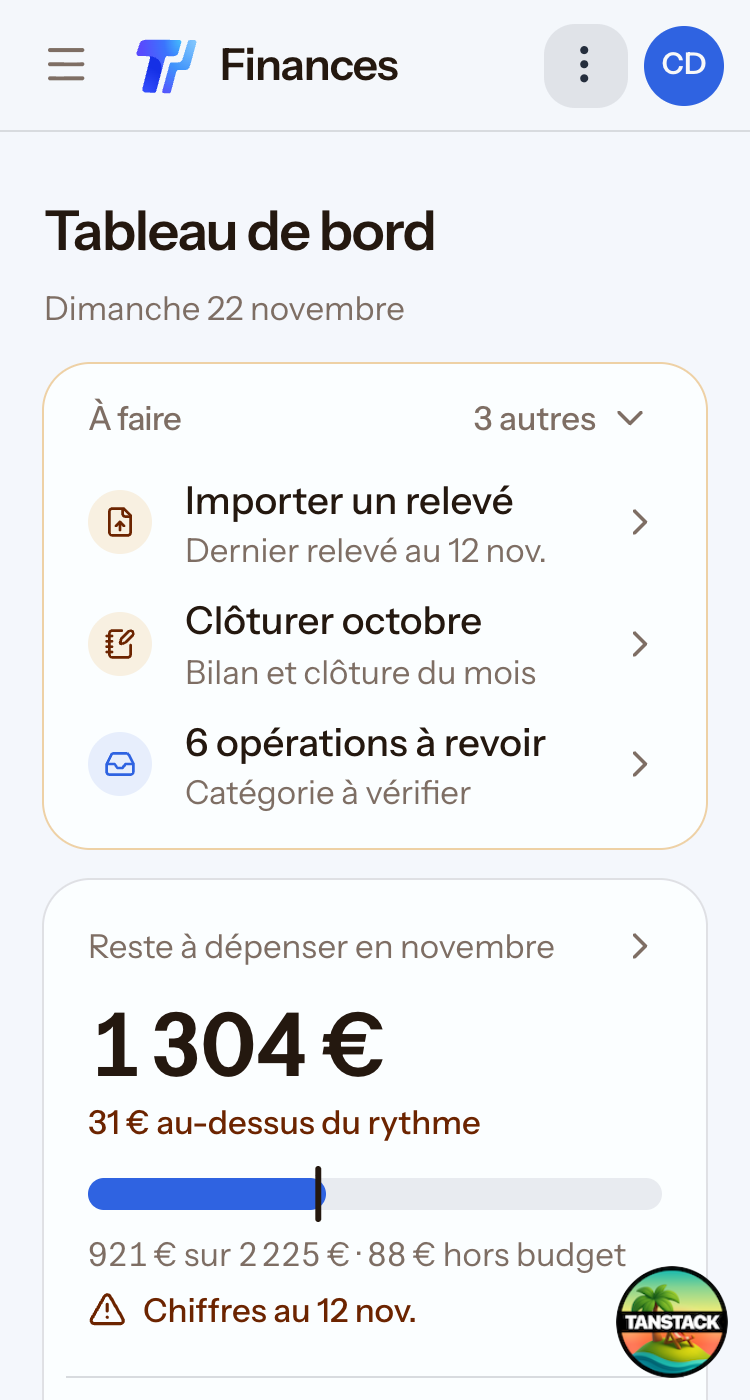 Finances
CD
Tableau de bord
Dimanche 22 novembre
À faire
3 autres
Importer un relevé
Dernier relevé au 12 nov.
Clôturer octobre
Bilan et clôture du mois
6 opérations à revoir
Catégorie à vérifier
Reste à dépenser en novembre
1 304 €
31 € au-dessus du rythme
921 € sur 2 225 € · 88 € hors budget
Chiffres au 12 nov.
TANSTACK